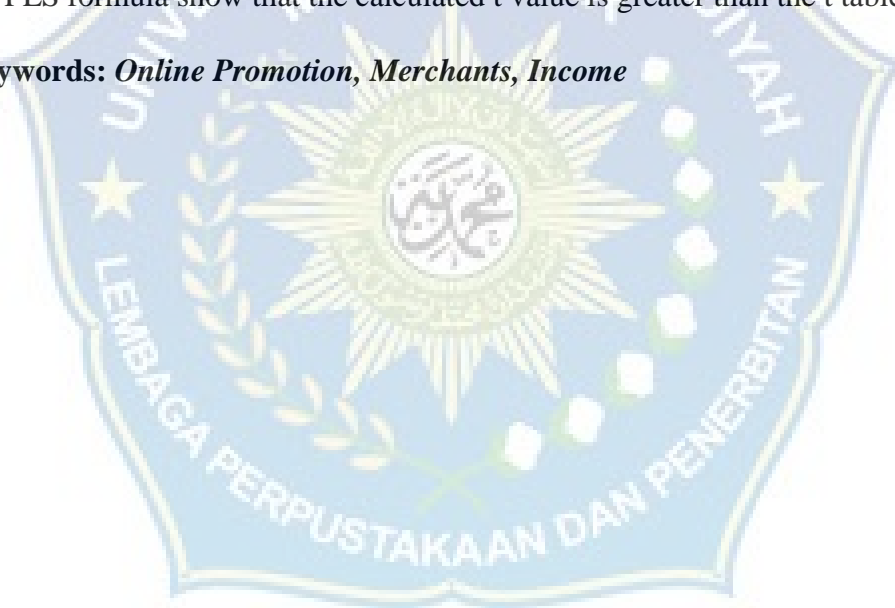 PLS formula show that the calculated t value is greater than the t table
ywords: Online Promotion, Merchants, Income
LEMBAGA PERPUSTAKAAN DAN PENERBITAN